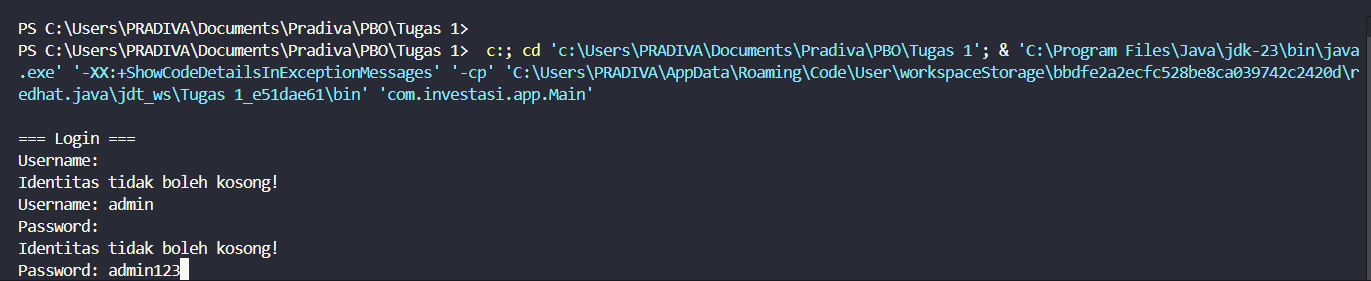 PS C:\Users\PRADIVA\Documents\Pradiva\PBO\Tugas 1>
PS C:\Users\PRADIVA\Documents\Pradiva\PBO\Tugas 1>  c:; cd 'c:\Users\PRADIVA\Documents\Pradiva\PBO\Tugas 1'; & 'C:\Program Files\Java\jdk-23\bin\java
.exe' '-XX:+ShowCodeDetailsInExceptionMessages' '-cp' 'C:\Users\PRADIVA\AppData\Roaming\Code\User\workspaceStorage\bbdfe2a2ecfc528be8ca039742c2420d\r
edhat.java\jdt_ws\Tugas 1_e51dae61\bin' 'com.investasi.app.Main'
=== Login ===
Username:
Identitas tidak boleh kosong!
Username: admin
Password:
Identitas tidak boleh kosong!
Password: admin123